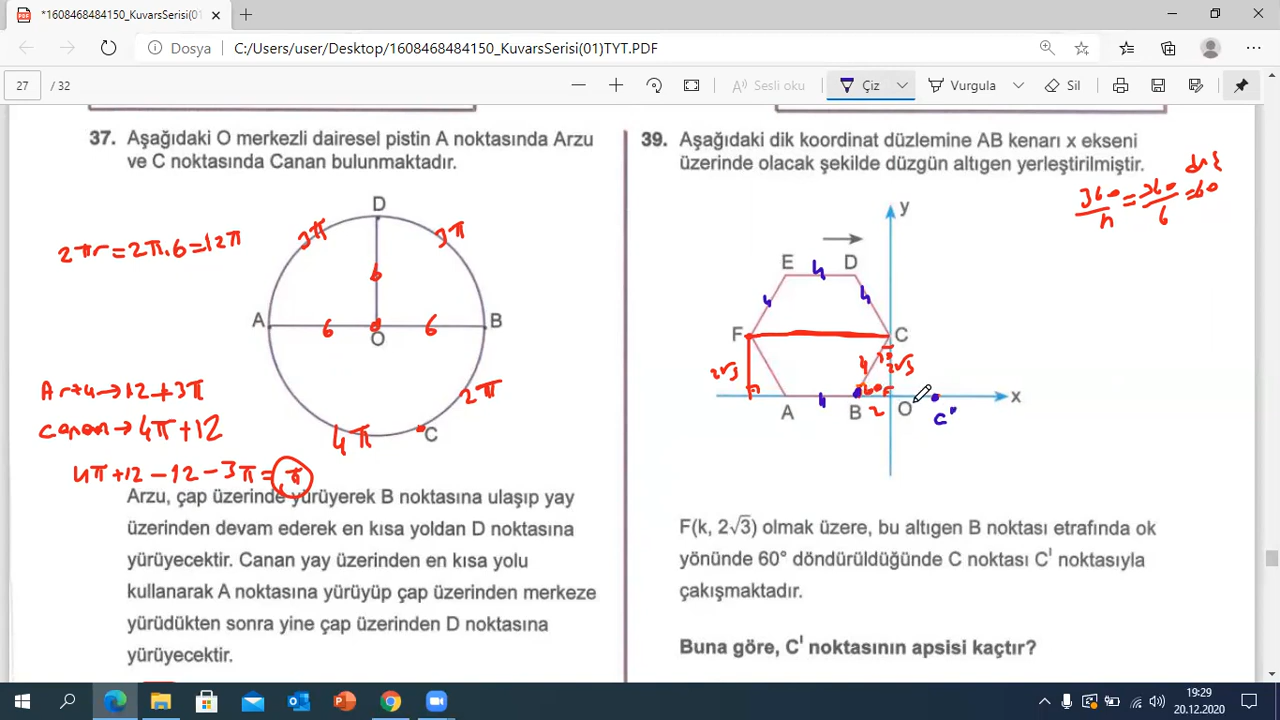 *1608468484150_KuvarsSerisi(01)
Dosya
C:/Users/user/Desktop/1608468484150_KuvarsSerisi(01)TYT.PDF
27 / 32
Sesli oku
Çiz
Vurgula
Sil
37. Aşağıdaki O merkezli dairesel pistin A noktasında Arzu
ve C noktasında Canan bulunmaktadır.
2πr=2π.6=12π
D
3π
3π
6
A
6
6
B
O
2π
4π
C
Arzu→12+3π
Canan→4π+12
4π+12-12-3π=π
Arzu, çap üzerinde yürüyerek B noktasına ulaşıp yay
üzerinden devam ederek en kısa yoldan D noktasına
yürüyecektir. Canan yay üzerinden en kısa yolu
kullanarak A noktasına yürüyüp çap üzerinden merkeze
yürüdükten sonra yine çap üzerinden D noktasına
yürüyecektir.
39. Aşağıdaki dik koordinat düzlemine AB kenarı x ekseni
üzerinde olacak şekilde düzgün altıgen yerleştirilmiştir.
360/n=360/6=60
y
E
4
D
4
4
F
C
2√3
4
30
2√3
60
x
A
4
B
2
O
C'
F(k, 2√3) olmak üzere, bu altıgen B noktası etrafında ok
yönünde 60° döndürüldüğünde C noktası C' noktasıyla
çakışmaktadır.
Buna göre, C' noktasının apsisi kaçtır?
19:29
20.12.2020